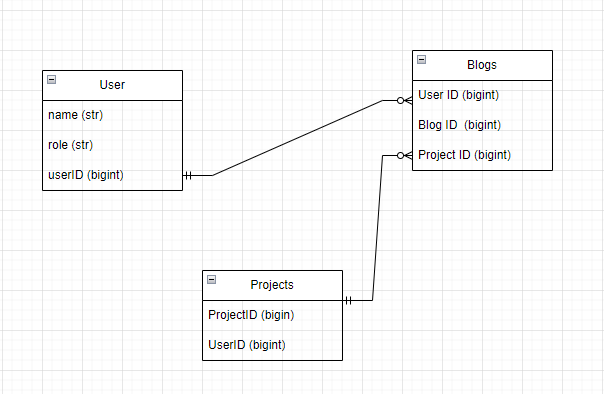 User
name (str)
role (str)
userID (bigint)
Blogs
User ID (bigint)
Blog ID  (bigint)
Project ID (bigint)
Projects
ProjectID (bigin)
UserID (bigint)